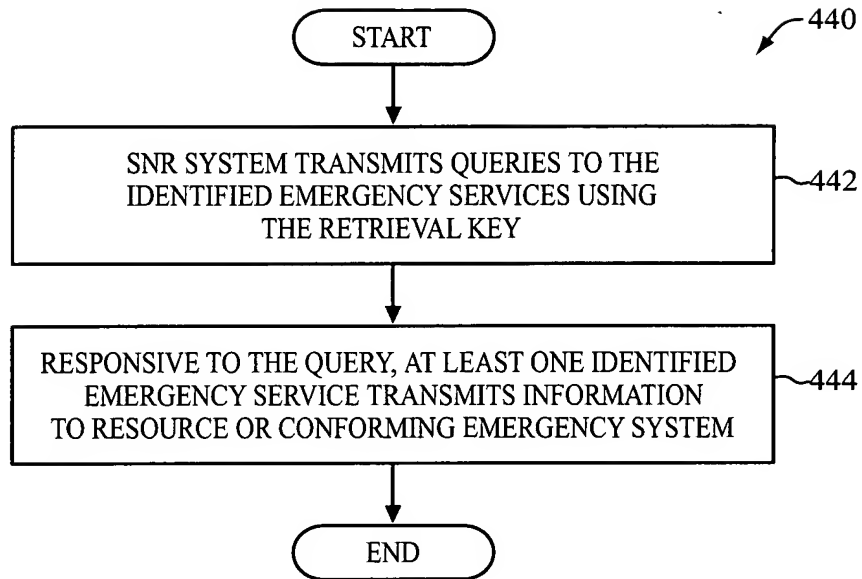 START
440
SNR SYSTEM TRANSMITS QUERIES TO THE
IDENTIFIED EMERGENCY SERVICES USING
THE RETRIEVAL KEY
442
RESPONSIVE TO THE QUERY, AT LEAST ONE IDENTIFIED
EMERGENCY SERVICE TRANSMITS INFORMATION
TO RESOURCE OR CONFORMING EMERGENCY SYSTEM
444
END